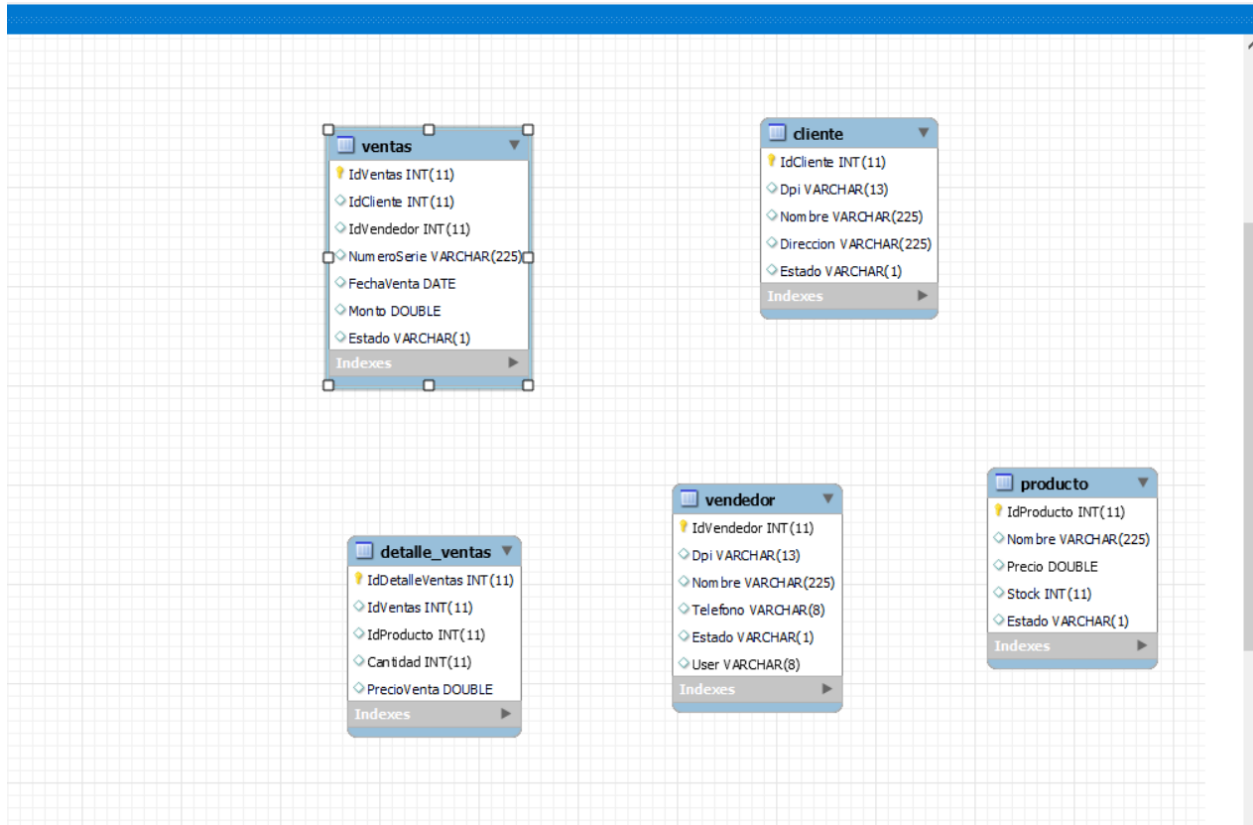 ventas
IdVentas INT(11)
IdCliente INT(11)
IdVendedor INT(11)
NumeroSerie VARCHAR(225)
FechaVenta DATE
Monto DOUBLE
Estado VARCHAR(1)
Indexes
cliente
IdCliente INT(11)
Dpi VARCHAR(13)
Nombre VARCHAR(225)
Direccion VARCHAR(225)
Estado VARCHAR(1)
Indexes
detalle_ventas
IdDetalleVentas INT(11)
IdVentas INT(11)
IdProducto INT(11)
Cantidad INT(11)
PrecioVenta DOUBLE
Indexes
vendedor
IdVendedor INT(11)
Dpi VARCHAR(13)
Nombre VARCHAR(225)
Telefono VARCHAR(8)
Estado VARCHAR(1)
User VARCHAR(8)
Indexes
producto
IdProducto INT(11)
Nombre VARCHAR(225)
Precio DOUBLE
Stock INT(11)
Estado VARCHAR(1)
Indexes